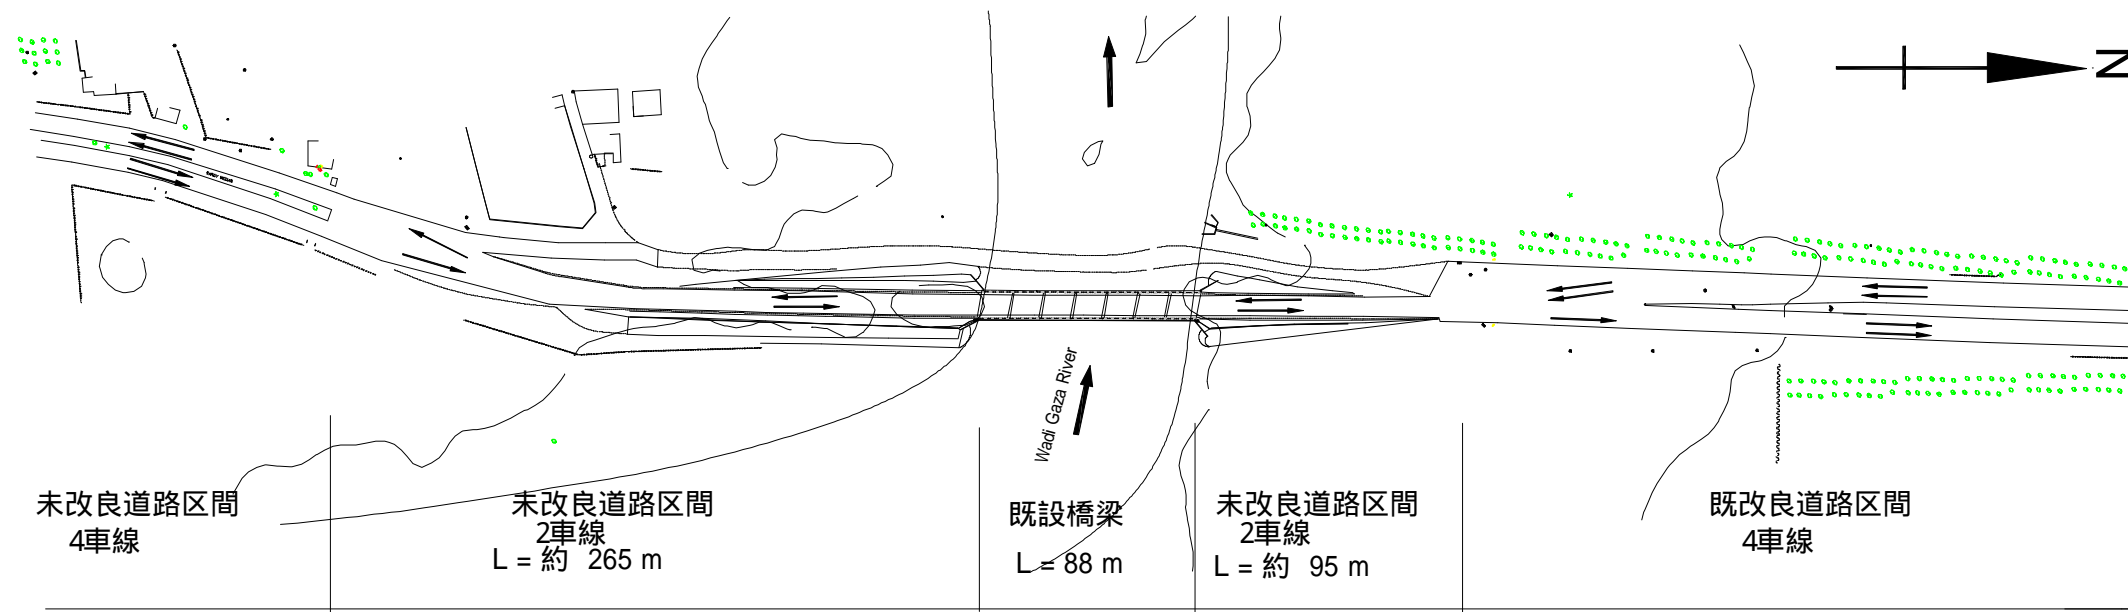 N
Wadi Gaza River
未改良道路区間
4車線
未改良道路区間
2車線
L = 約 265 m
既設橋梁
L = 88 m
未改良道路区間
2車線
L = 約 95 m
既改良道路区間
4車線